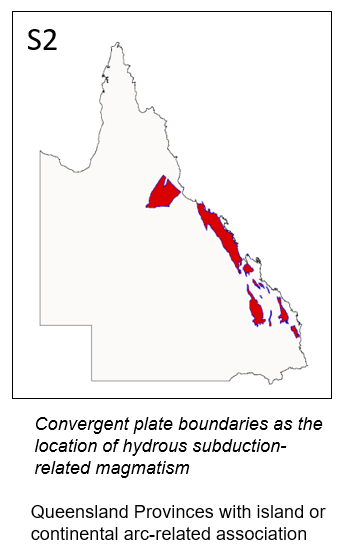 S2
Convergent plate boundaries as the
location of hydrous subduction-
related magmatism
Queensland Provinces with island or
continental arc-related association